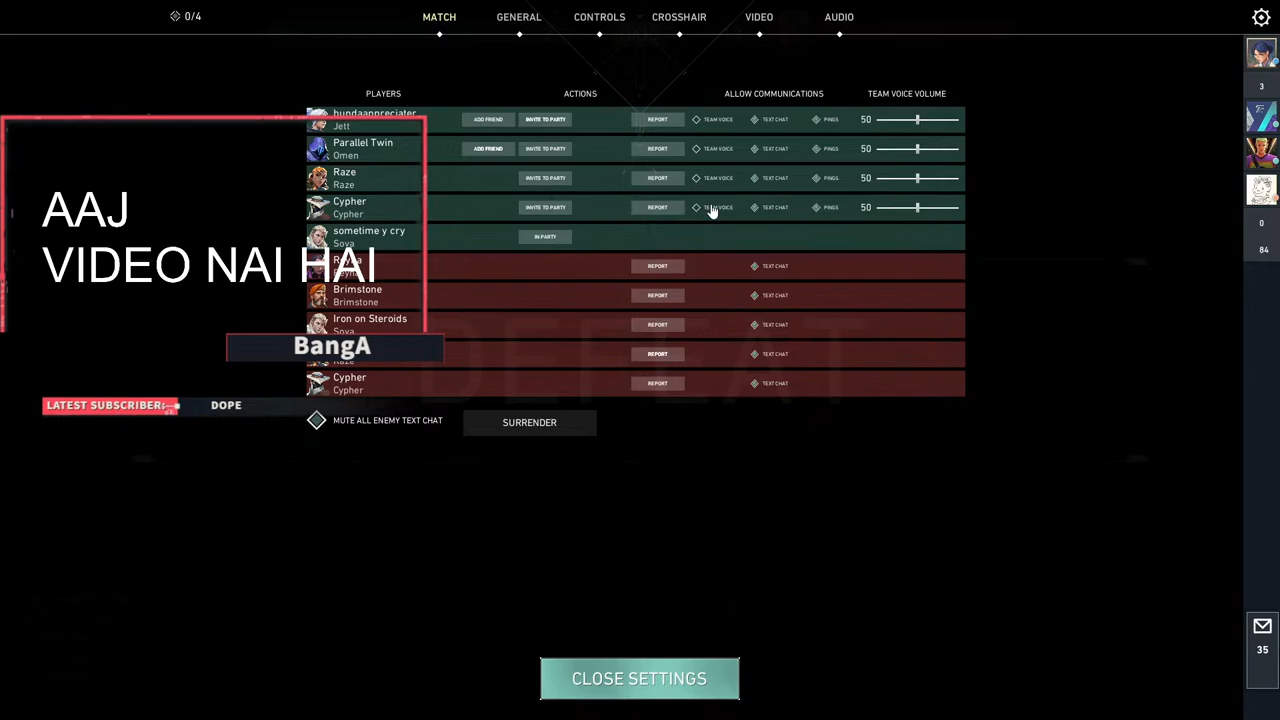 0/4
MATCH GENERAL CONTROLS CROSSHAIR VIDEO AUDIO
PLAYERS ACTIONS ALLOW COMMUNICATIONS TEAM VOICE VOLUME
3
bundaappreciater
Jett ADD FRIEND INVITE TO PARTY REPORT TEAM VOICE TEXT CHAT PINGS 50
Parallel Twin
Omen ADD FRIEND INVITE TO PARTY REPORT TEAM VOICE TEXT CHAT PINGS 50
Raze
Raze INVITE TO PARTY REPORT TEAM VOICE TEXT CHAT PINGS 50
Cypher
Cypher INVITE TO PARTY REPORT TEAM VOICE TEXT CHAT PINGS 50
sometime y cry
Sova IN PARTY
REPORT TEXT CHAT
Brimstone
Brimstone REPORT TEXT CHAT
Iron on Steroids
Sova REPORT TEXT CHAT
Raze REPORT TEXT CHAT
Cypher
Cypher REPORT TEXT CHAT
AAJ
VIDEO NAI HAI
BangA
LATEST SUBSCRIBER: DOPE
DEFEAT
MUTE ALL ENEMY TEXT CHAT SURRENDER
0
84
35
CLOSE SETTINGS